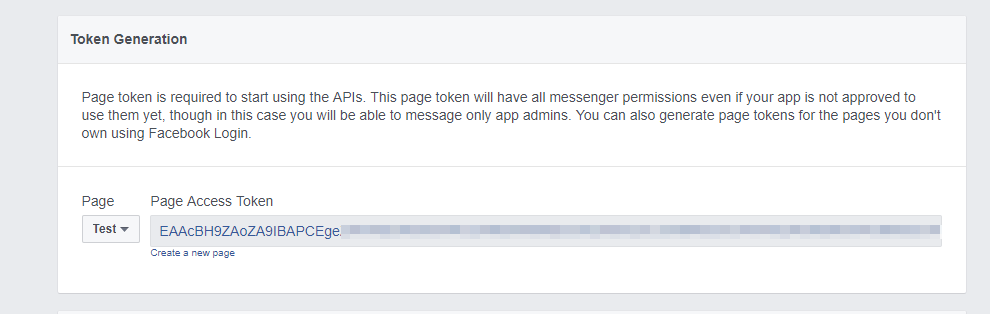 Token Generation
Page token is required to start using the APIs. This page token will have all messenger permissions even if your app is not approved to
use them yet, though in this case you will be able to message only app admins. You can also generate page tokens for the pages you don't
own using Facebook Login.
Page Page Access Token
Test EAAcBH9ZAoZA9IBAPCEge
Create a new page